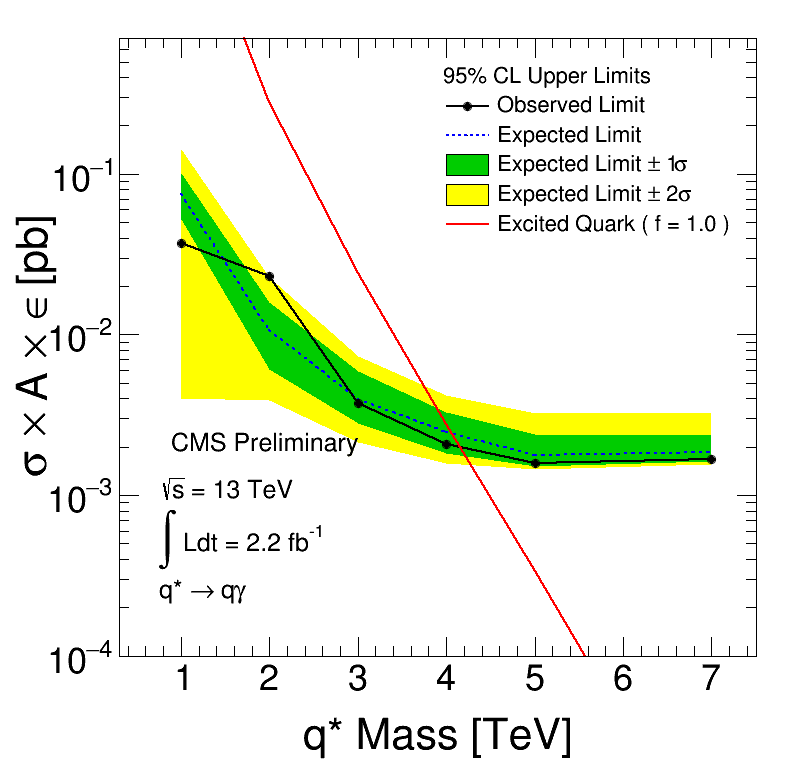 95% CL Upper Limits
Observed Limit
Expected Limit
Expected Limit ± 1σ
Expected Limit ± 2σ
Excited Quark ( f = 1.0 )
σ × A × ∈ [pb]
10⁻¹
10⁻²
10⁻³
10⁻⁴
CMS Preliminary
√s = 13 TeV
∫ Ldt = 2.2 fb⁻¹
q* → qγ
1 2 3 4 5 6 7
q* Mass [TeV]